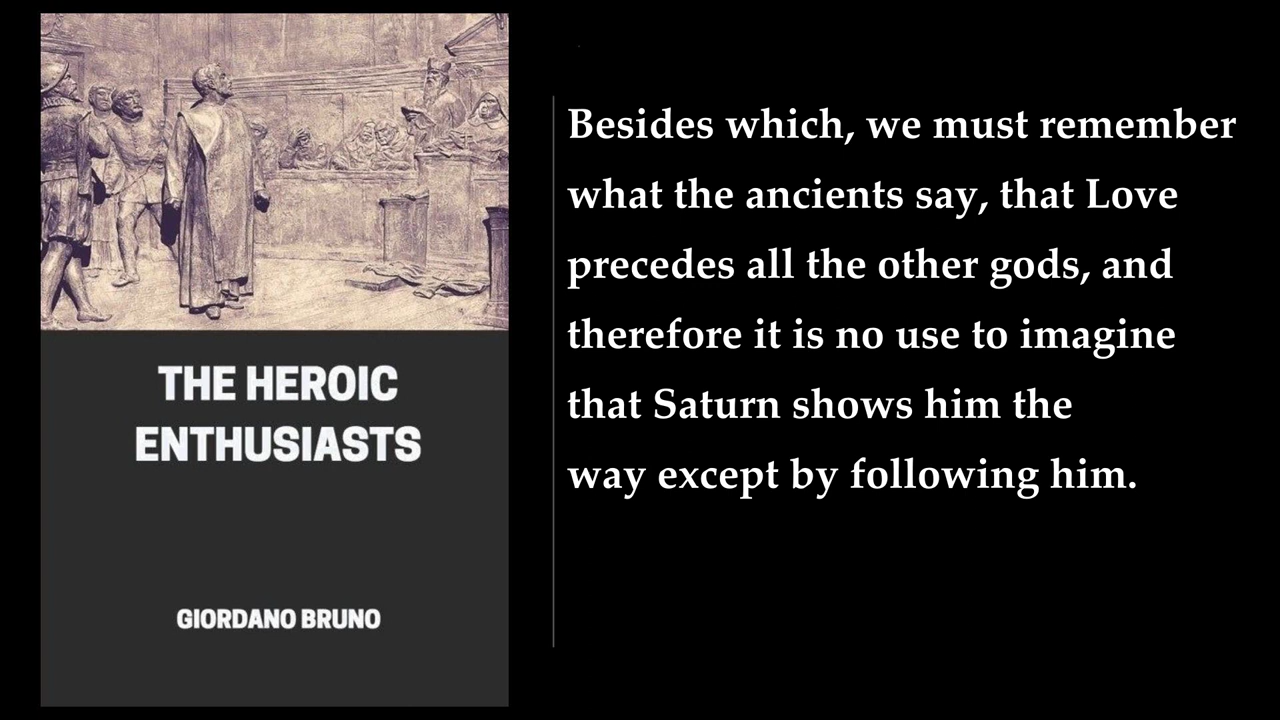 THE HEROIC
ENTHUSIASTS
GIORDANO BRUNO
Besides which, we must remember
what the ancients say, that Love
precedes all the other gods, and
therefore it is no use to imagine
that Saturn shows him the
way except by following him.